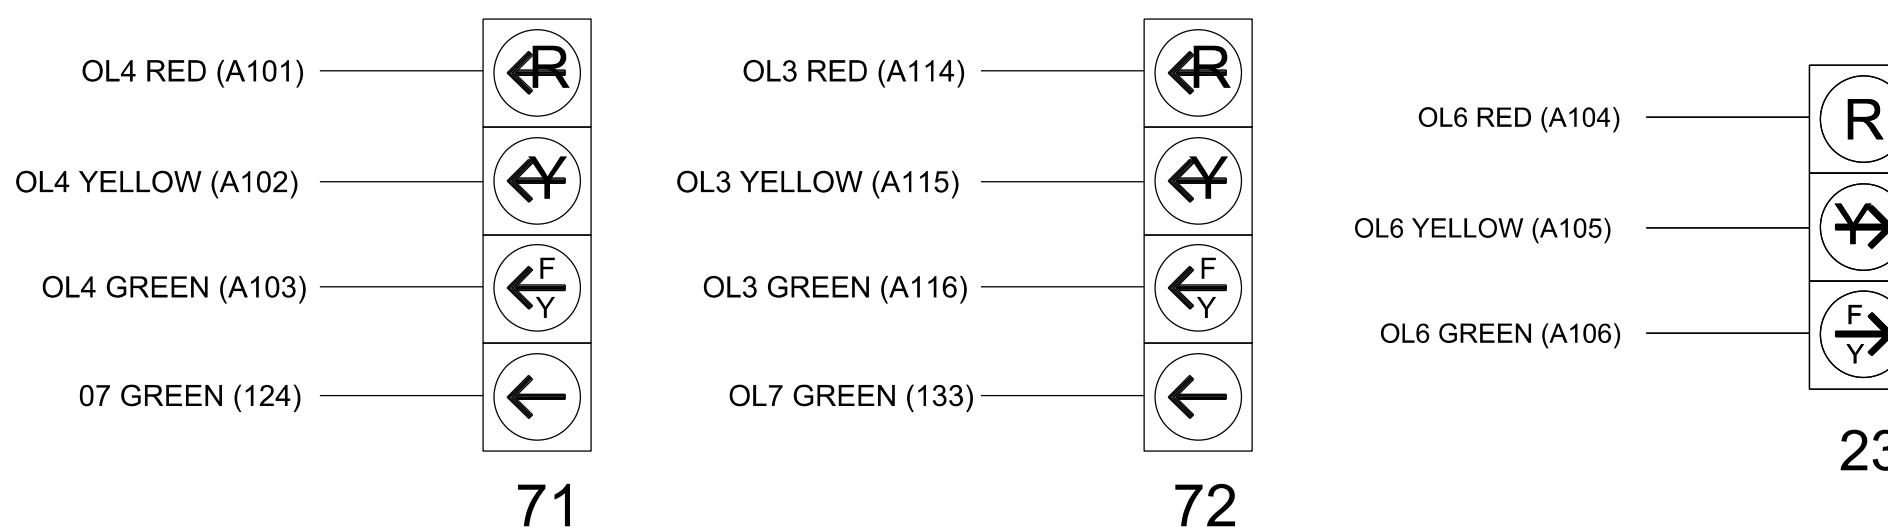 OL4 RED (A101)
R
OL4 YELLOW (A102)
Y
OL4 GREEN (A103)
F
Y
07 GREEN (124)
71
OL3 RED (A114)
R
OL3 YELLOW (A115)
Y
OL3 GREEN (A116)
F
Y
OL7 GREEN (133)
72
OL6 RED (A104)
R
OL6 YELLOW (A105)
Y
OL6 GREEN (A106)
F
Y
23